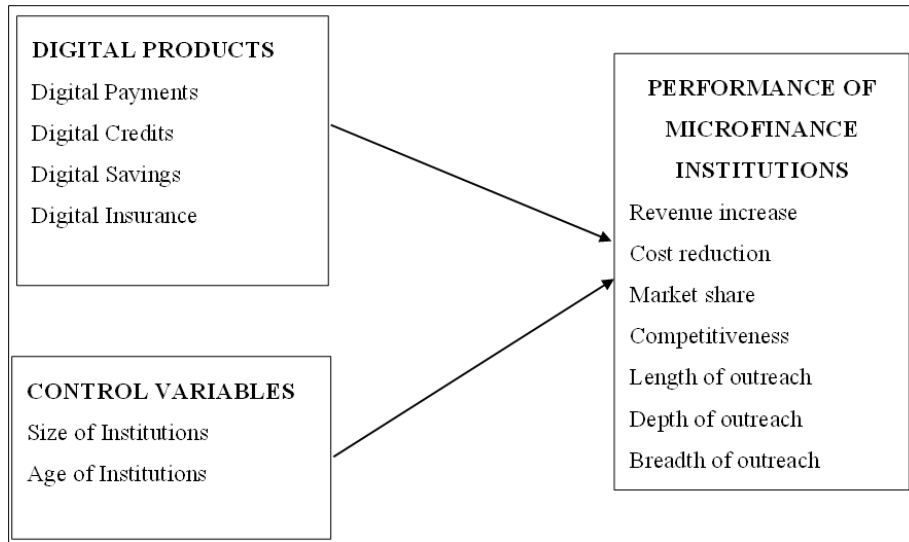 DIGITAL PRODUCTS
Digital Payments
Digital Credits
Digital Savings
Digital Insurance
CONTROL VARIABLES
Size of Institutions
Age of Institutions
PERFORMANCE OF
MICROFINANCE
INSTITUTIONS
Revenue increase
Cost reduction
Market share
Competitiveness
Length of outreach
Depth of outreach
Breadth of outreach